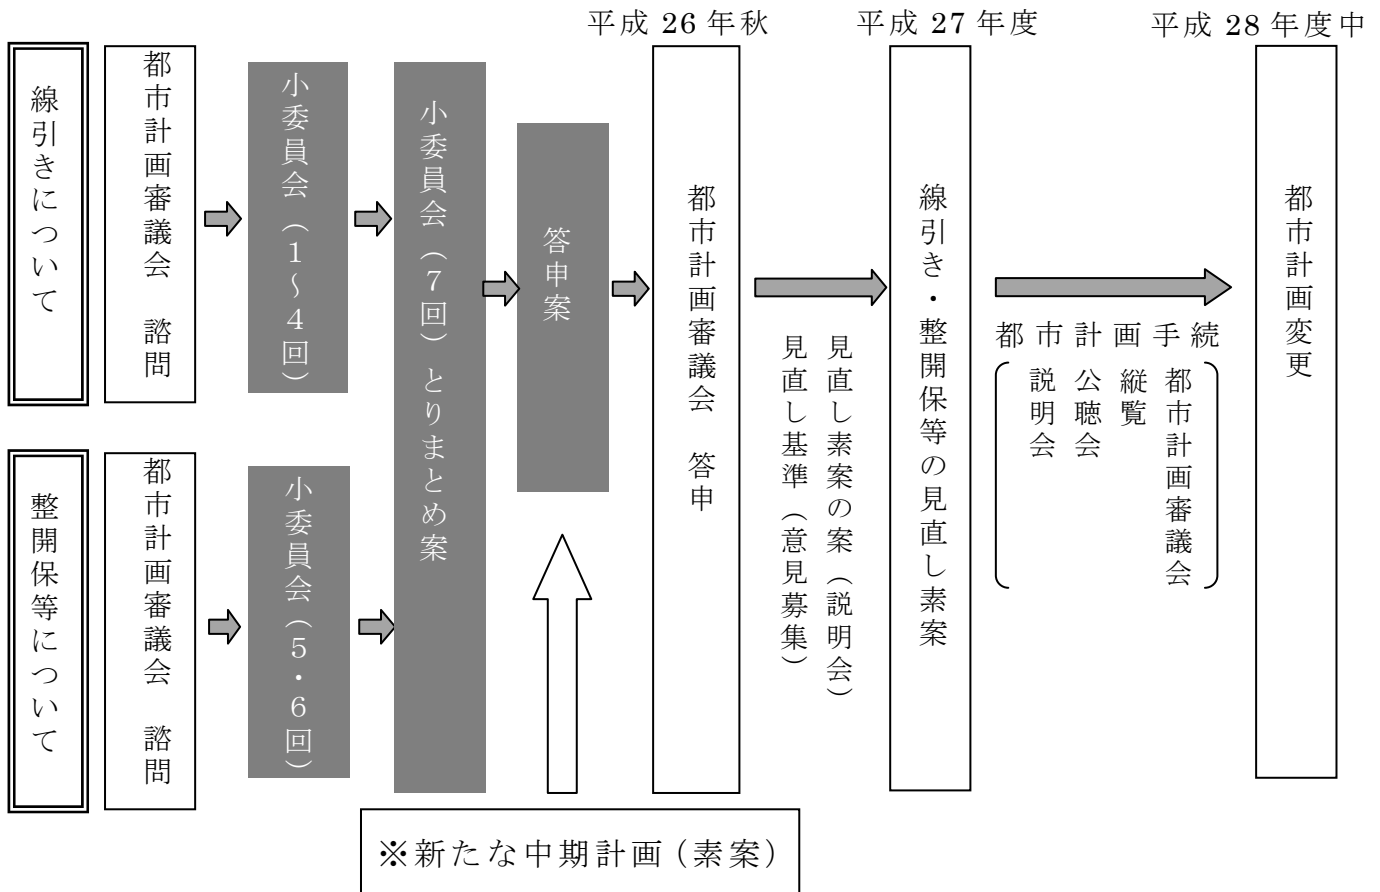 平成 26 年秋
平成 27 年度
平成 28 年度中
線引きについて
都市計画審議会　諮問
小委員会（１～４回）
小委員会（７回）とりまとめ案
答申案
都市計画審議会　答申
見直し基準（意見募集）
見直し素案の案（説明会）
線引き・整開保等の見直し素案
都市計画手続
説明会
公聴会
縦覧
都市計画審議会
都市計画変更
整開保等について
都市計画審議会　諮問
小委員会（５・６回）
※新たな中期計画（素案）